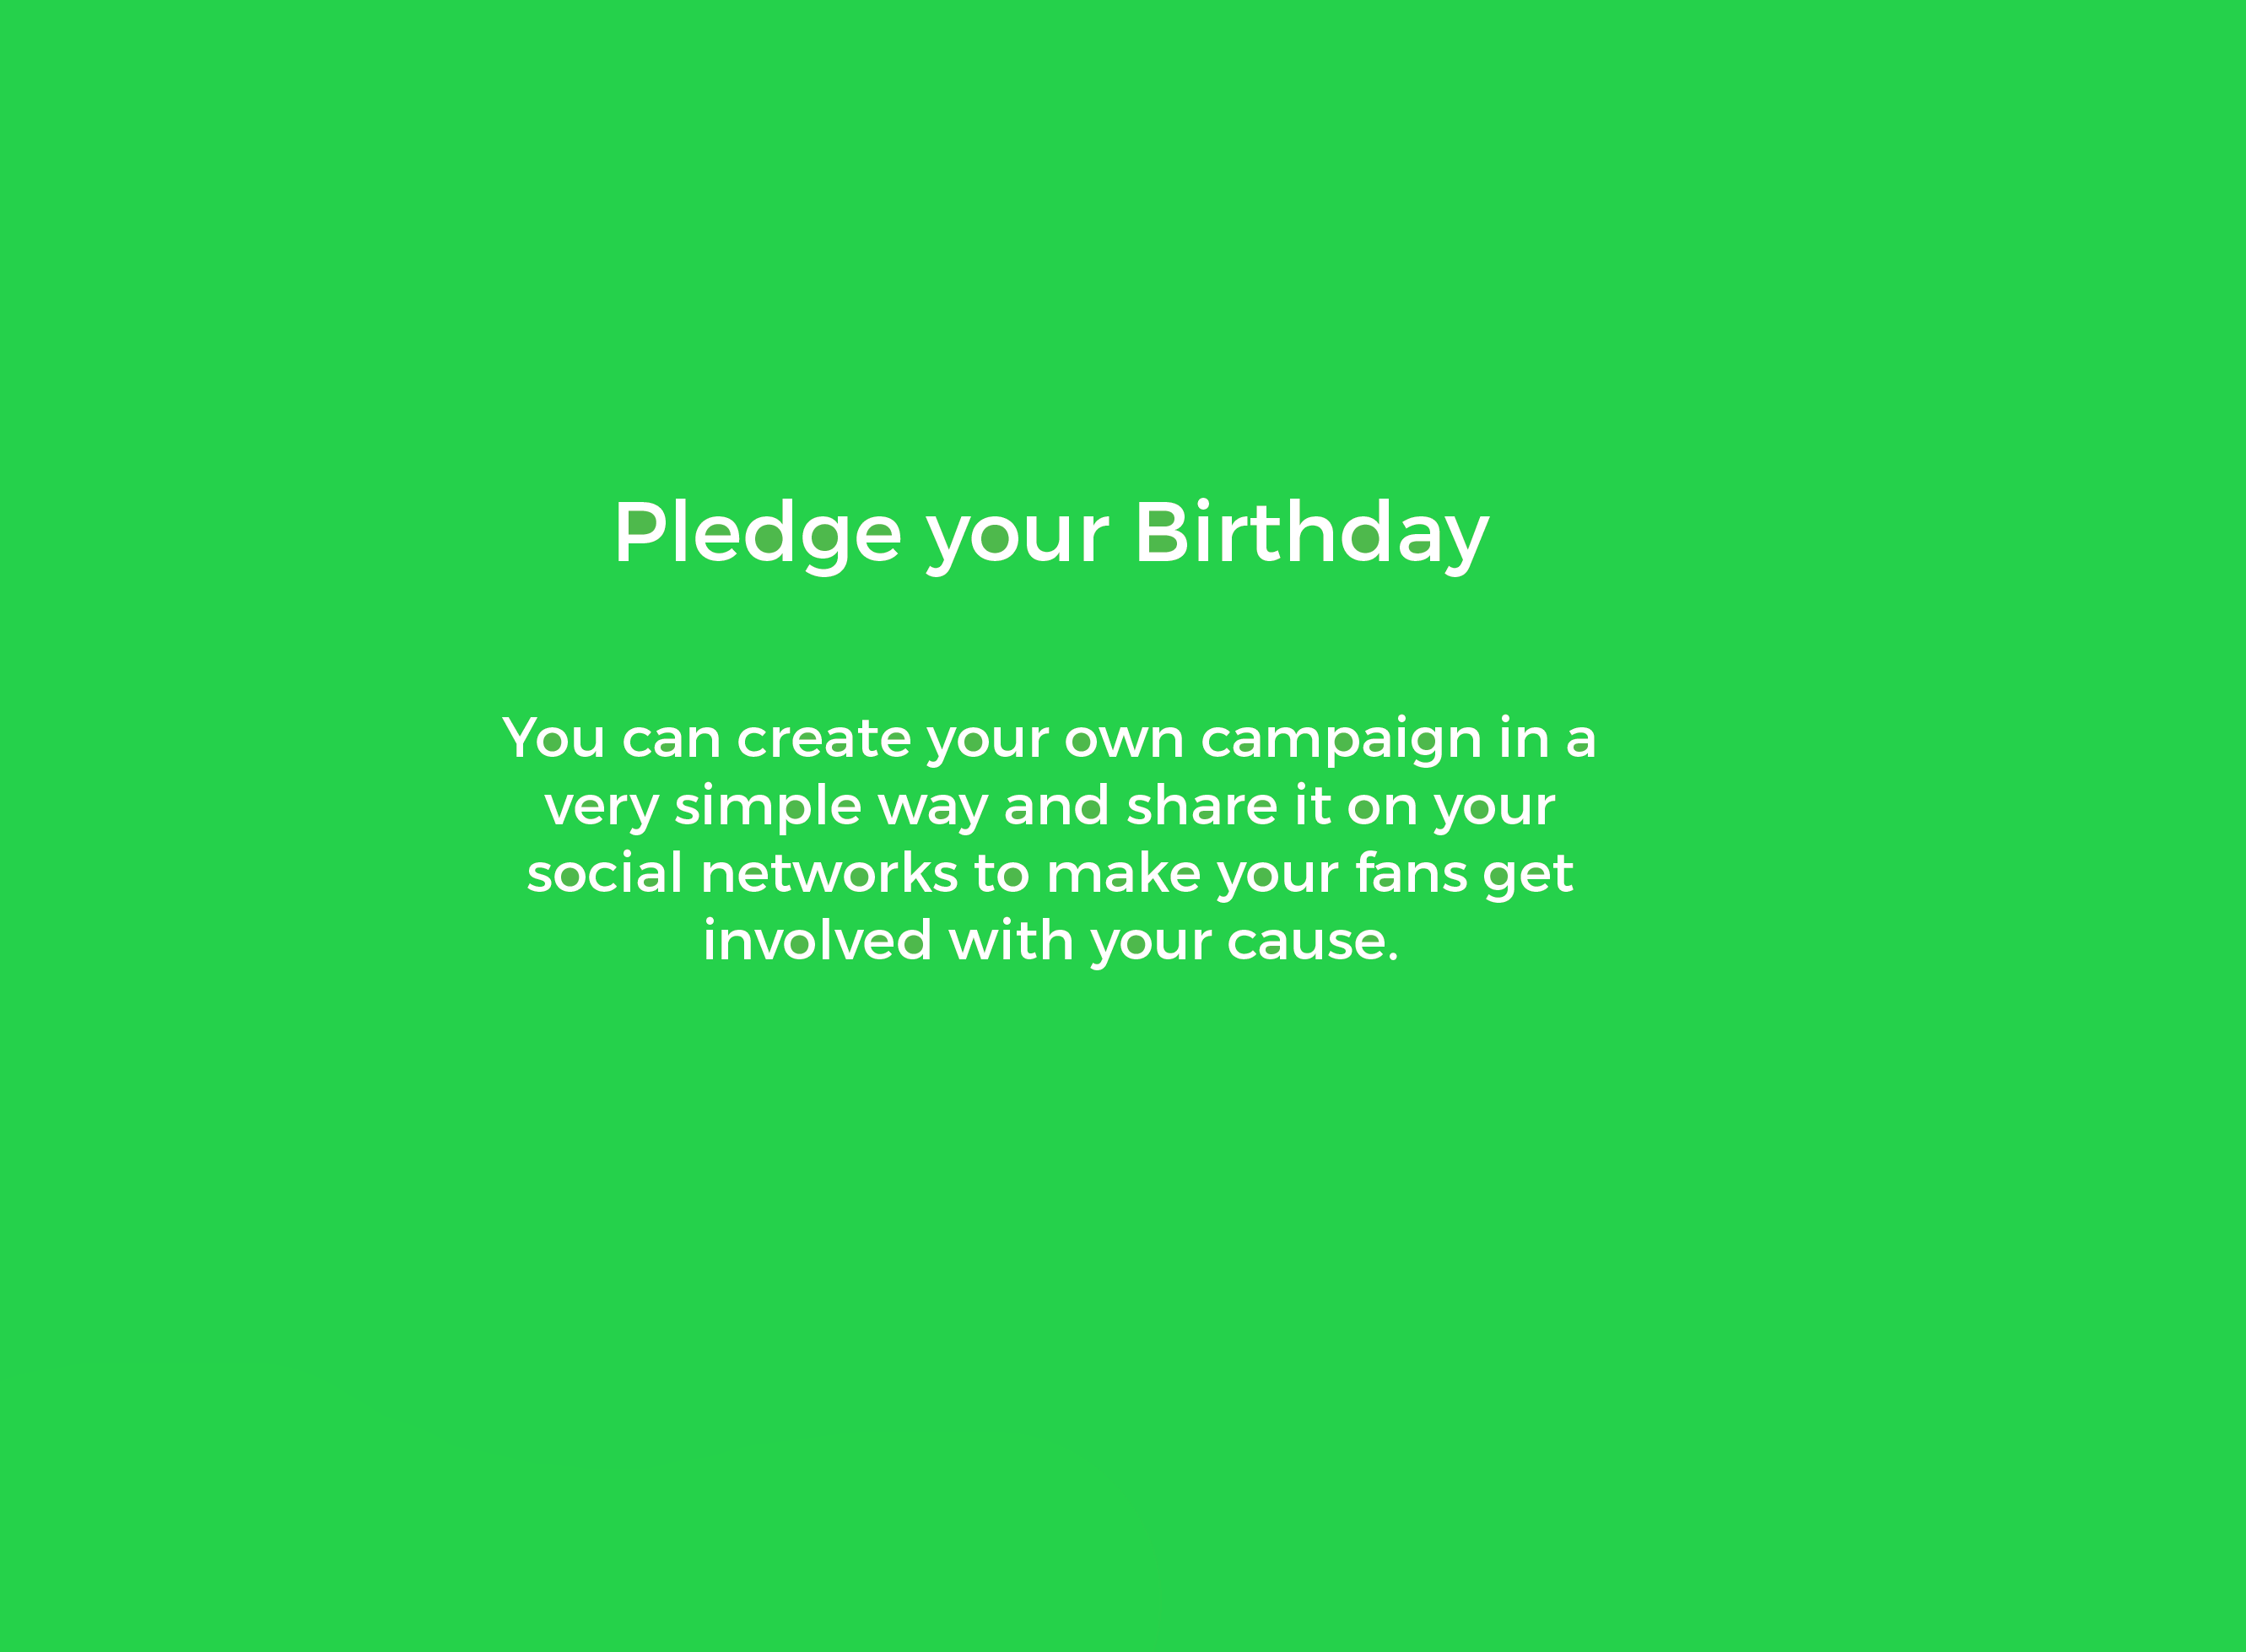 Pledge your Birthday
You can create your own campaign in a
very simple way and share it on your
social networks to make your fans get
involved with your cause.